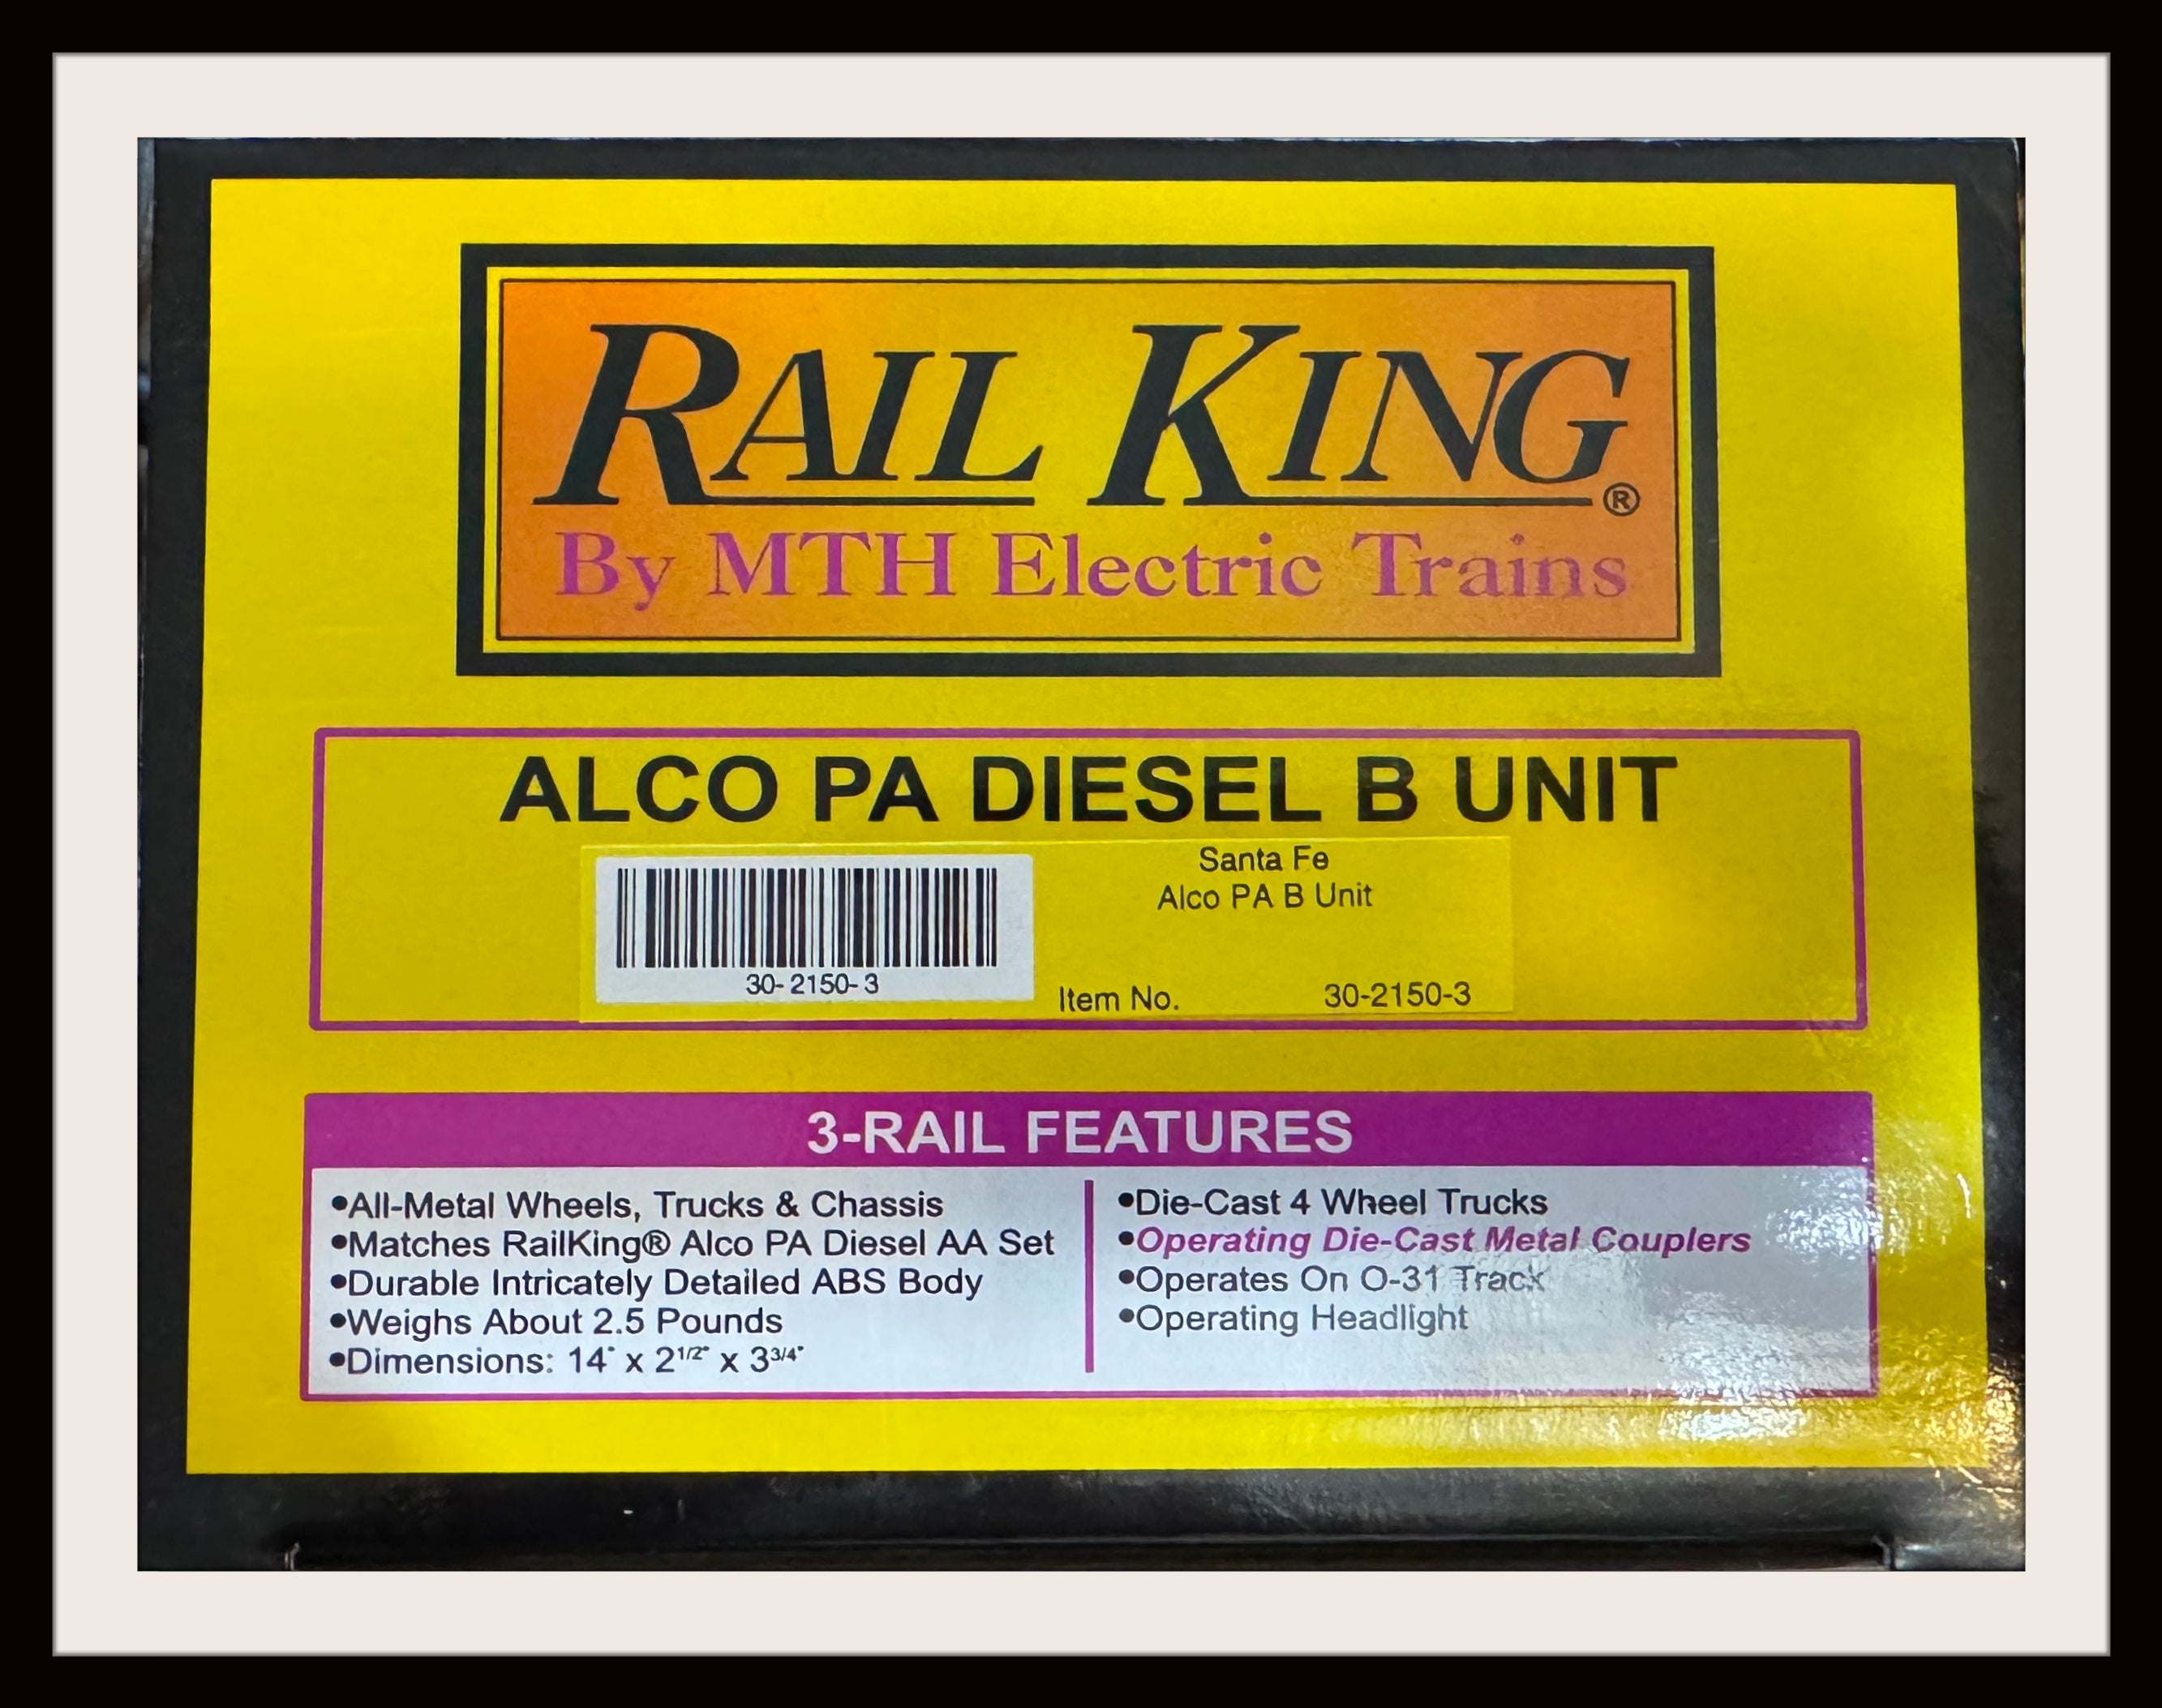 RAIL KING®
By MTH Electric Trains
ALCO PA DIESEL B UNIT
Santa Fe
Alco PA B Unit
30-2150-3
Item No. 30-2150-3
3-RAIL FEATURES
•All-Metal Wheels, Trucks & Chassis
•Matches RailKing® Alco PA Diesel AA Set
•Durable Intricately Detailed ABS Body
•Weighs About 2.5 Pounds
•Dimensions: 14" x 2 1/2" x 3 3/4"
•Die-Cast 4 Wheel Trucks
•Operating Die-Cast Metal Couplers
•Operates On O-31 Track
•Operating Headlight